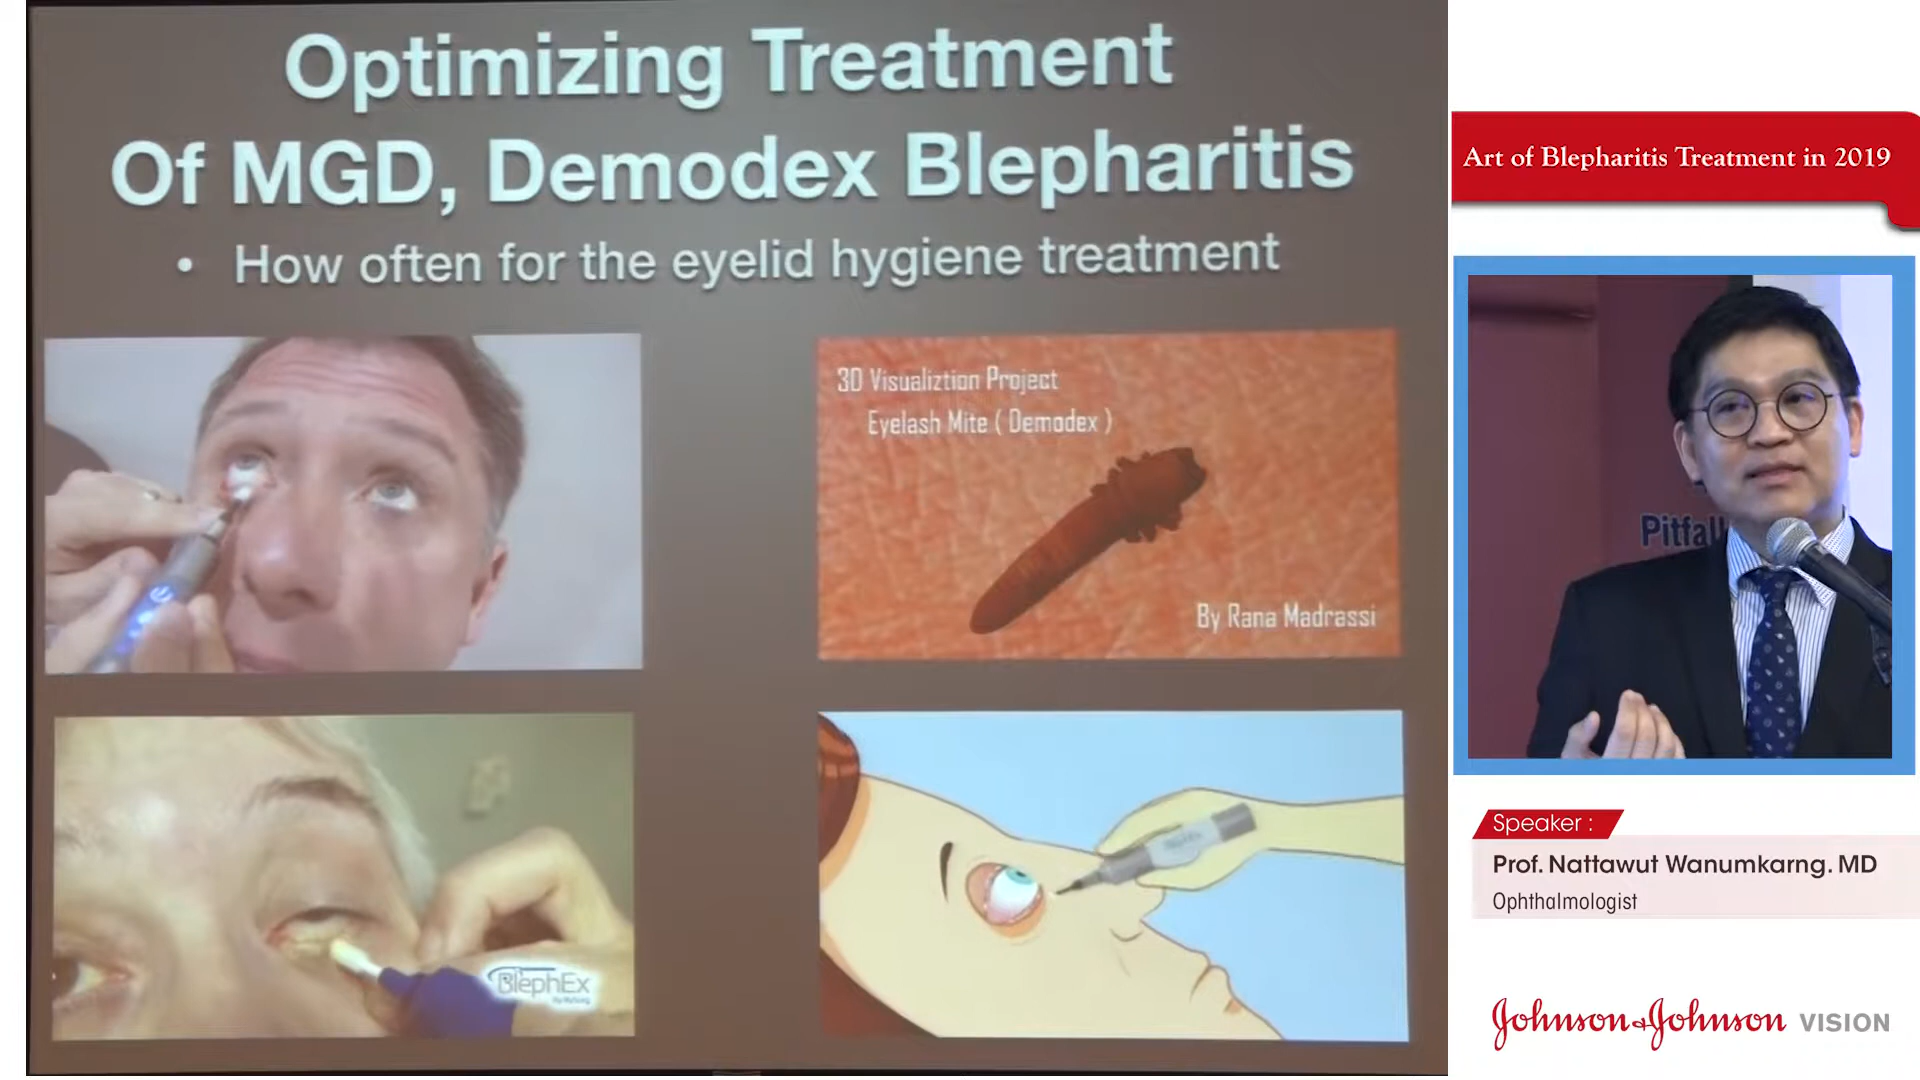 Optimizing Treatment
Of MGD, Demodex Blepharitis
• How often for the eyelid hygiene treatment
3D Visualiztion Project
Eyelash Mite ( Demodex )
By Rana Madrassi
BlephEx
Art of Blepharitis Treatment in 2019
Pitfall
Speaker :
Prof. Nattawut Wanumkarng. MD
Ophthalmologist
Johnson & Johnson VISION